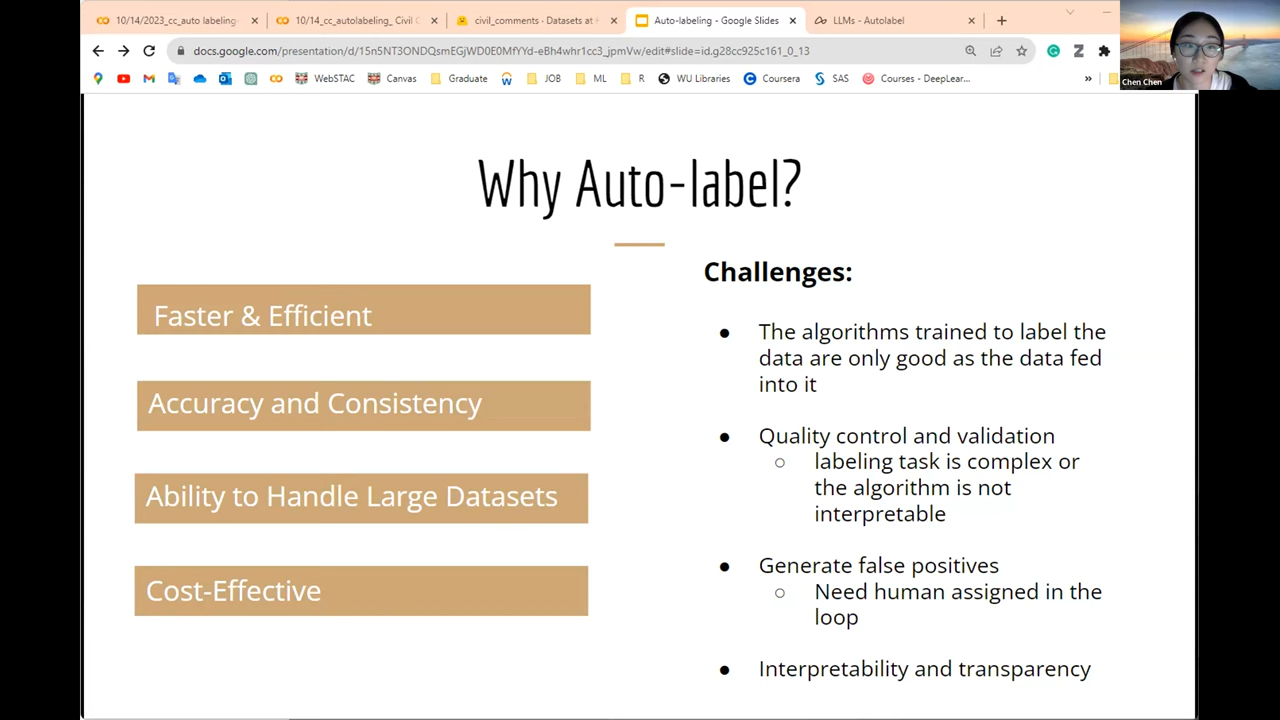 10/14/2023_cc_auto labeling-
10/14_cc_autolabeling_ Civil C
civil_comments · Datasets at H
Auto-labeling - Google Slides
LLMs - Autolabel
docs.google.com/presentation/d/15n5NT3ONDQsmEGjWD0E0MfYYd-eBh4whr1cc3_jpmVw/edit#slide=id.g28cc925c161_0_13
WebSTAC
Canvas
Graduate
JOB
ML
R
WU Libraries
Coursera
SAS
Courses - DeepLear...
Chen Chen
Why Auto-label?
Faster & Efficient
Accuracy and Consistency
Ability to Handle Large Datasets
Cost-Effective
Challenges:
● The algorithms trained to label the
data are only good as the data fed
into it
● Quality control and validation
○ labeling task is complex or
the algorithm is not
interpretable
● Generate false positives
○ Need human assigned in the
loop
● Interpretability and transparency